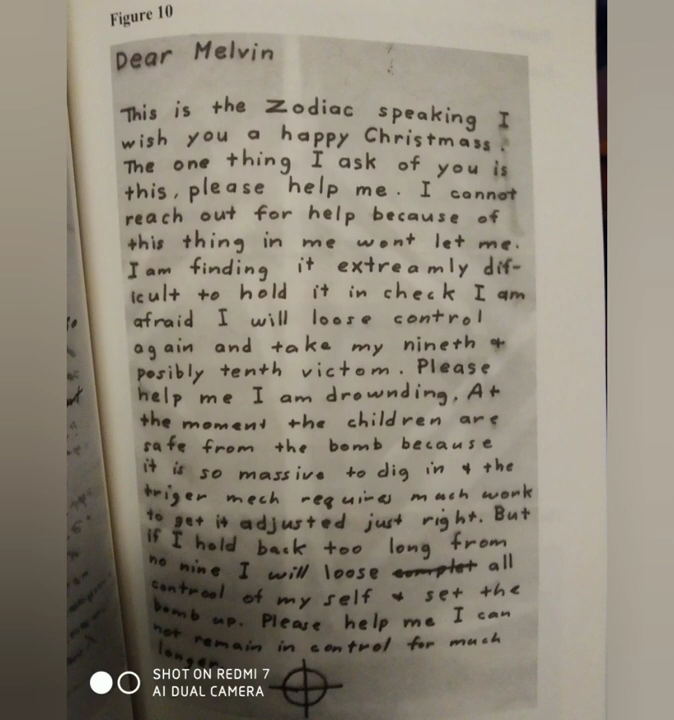 Figure 10
Dear Melvin
This is the Zodiac speaking I
wish you a happy Christmass.
The one thing I ask of you is
this, please help me. I cannot
reach out for help because of
this thing in me wont let me.
I am finding it extreamly dif-
icult to hold it in check I am
afraid I will loose control
again and take my nineth &
posibly tenth victom. Please
help me I am drownding. At
the moment the children are
safe from the bomb because
it is so massive to dig in & the
triger mech requires much work
to get it adjusted just right. But
if I hold back too long from
no nine I will loose complet all
controol of my self & set the
bomb up. Please help me I can
not remain in control for much
longer.
SHOT ON REDMI 7
AI DUAL CAMERA